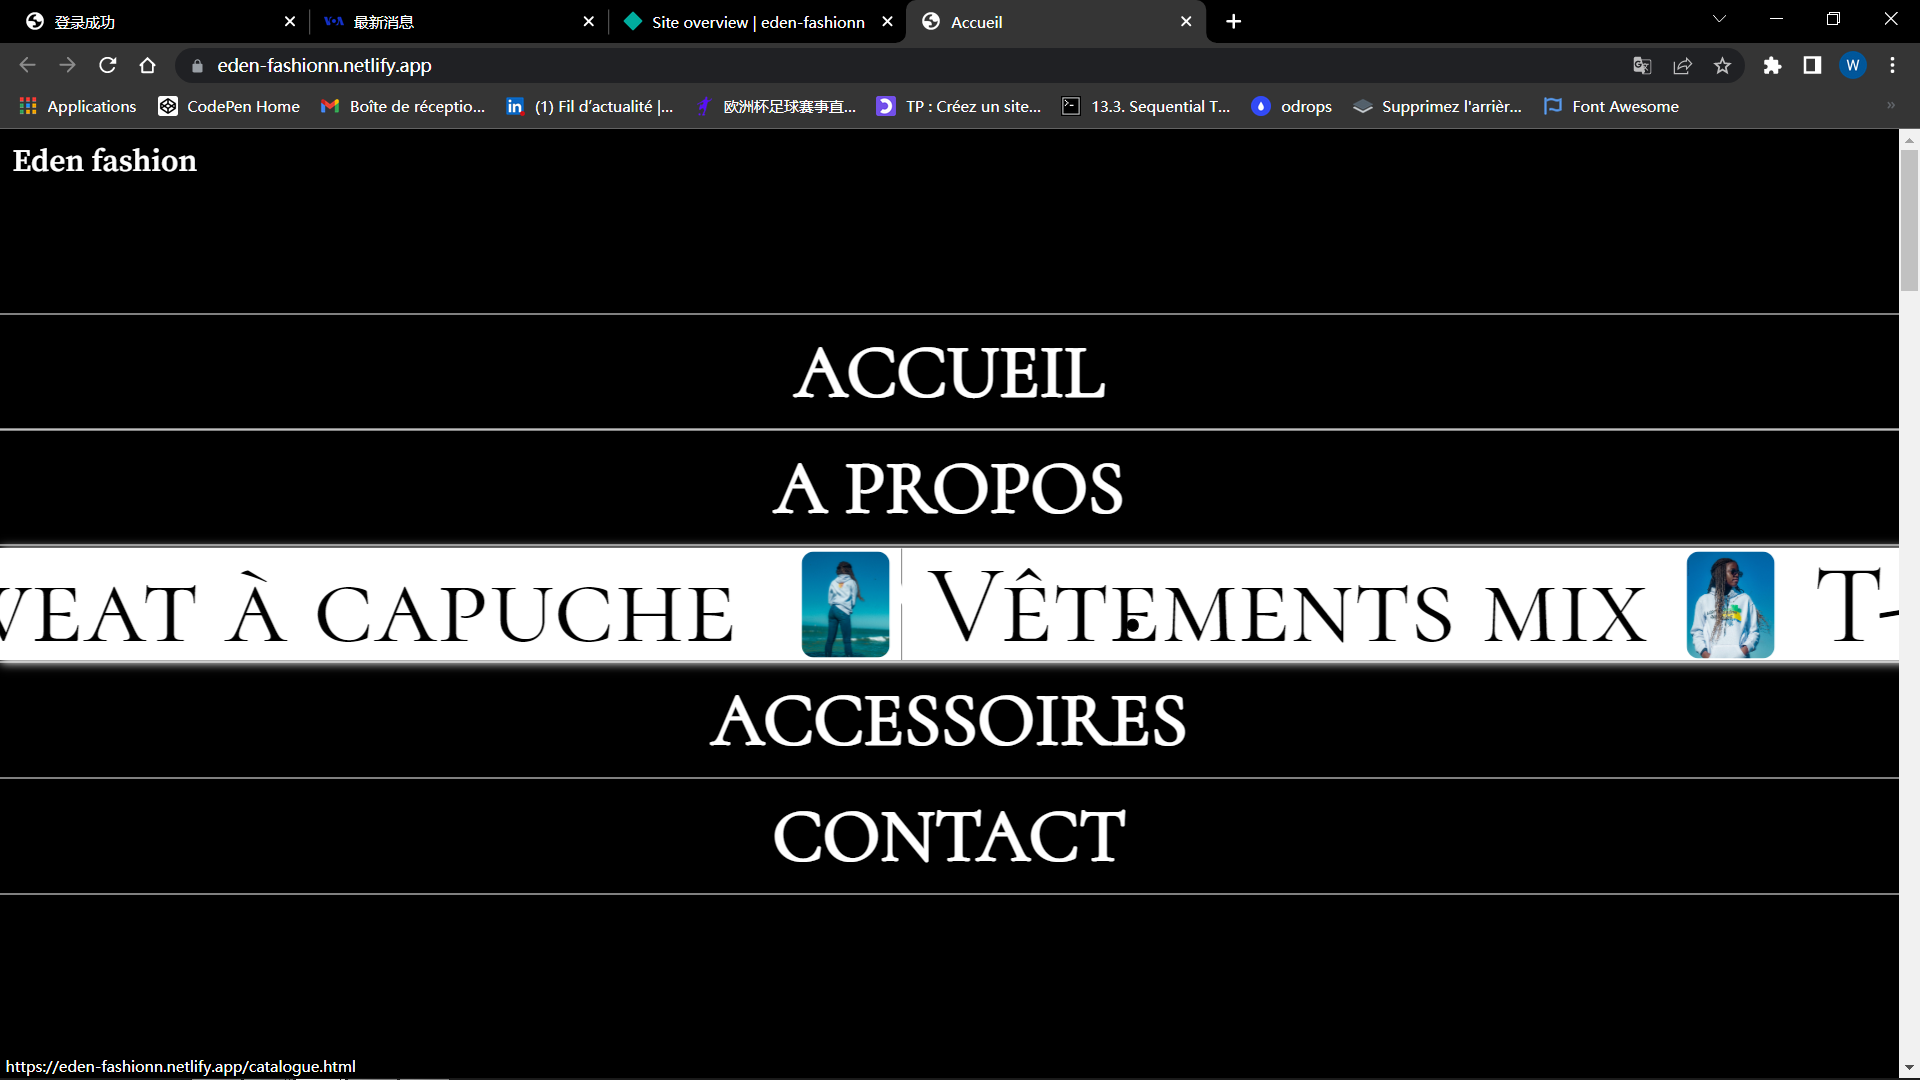 登录成功
VOA 最新消息
Site overview | eden-fashionn
Accueil
eden-fashionn.netlify.app
W
Applications
CodePen Home
Boîte de réceptio...
in (1) Fil d'actualité |...
欧洲杯足球赛事直...
TP : Créez un site...
13.3. Sequential T...
odrops
Supprimez l'arrièr...
Font Awesome
»
Eden fashion
ACCUEIL
A PROPOS
VEAT À CAPUCHE
VÊTEMENTS MIX
T-
ACCESSOIRES
CONTACT
https://eden-fashionn.netlify.app/catalogue.html